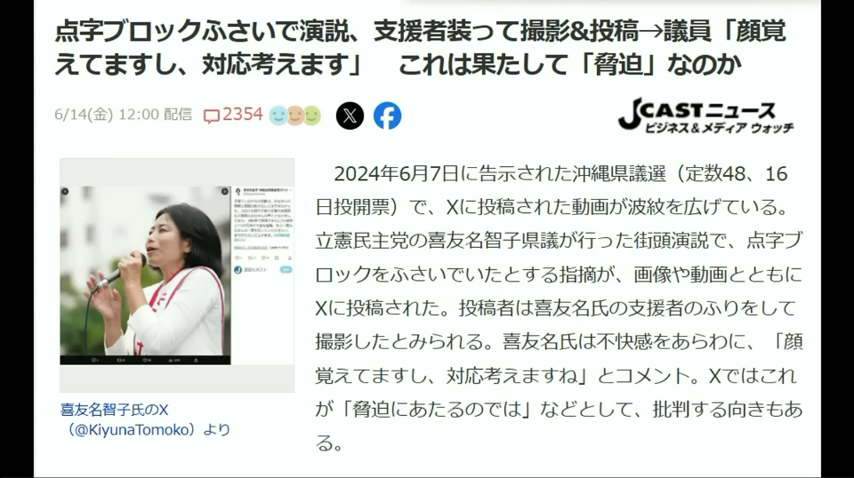 点字ブロックふさいで演説、支援者装って撮影&投稿→議員「顔覚
えてますし、対応考えます」 これは果たして「脅迫」なのか
6/14(金) 12:00 配信 2354
J CASTニュース
ビジネス&メディア ウォッチ
2024年6月7日に告示された沖縄県議選（定数48、16
日投開票）で、Xに投稿された動画が波紋を広げている。
立憲民主党の喜友名智子県議が行った街頭演説で、点字ブ
ロックをふさいでいたとする指摘が、画像や動画とともに
Xに投稿された。投稿者は喜友名氏の支援者のふりをして
撮影したとみられる。喜友名氏は不快感をあらわに、「顔
覚えてますし、対応考えますね」とコメント。Xではこれ
が「脅迫にあたるのでは」などとして、批判する向きもあ
る。
喜友名智子氏のX
（@KiyunaTomoko）より